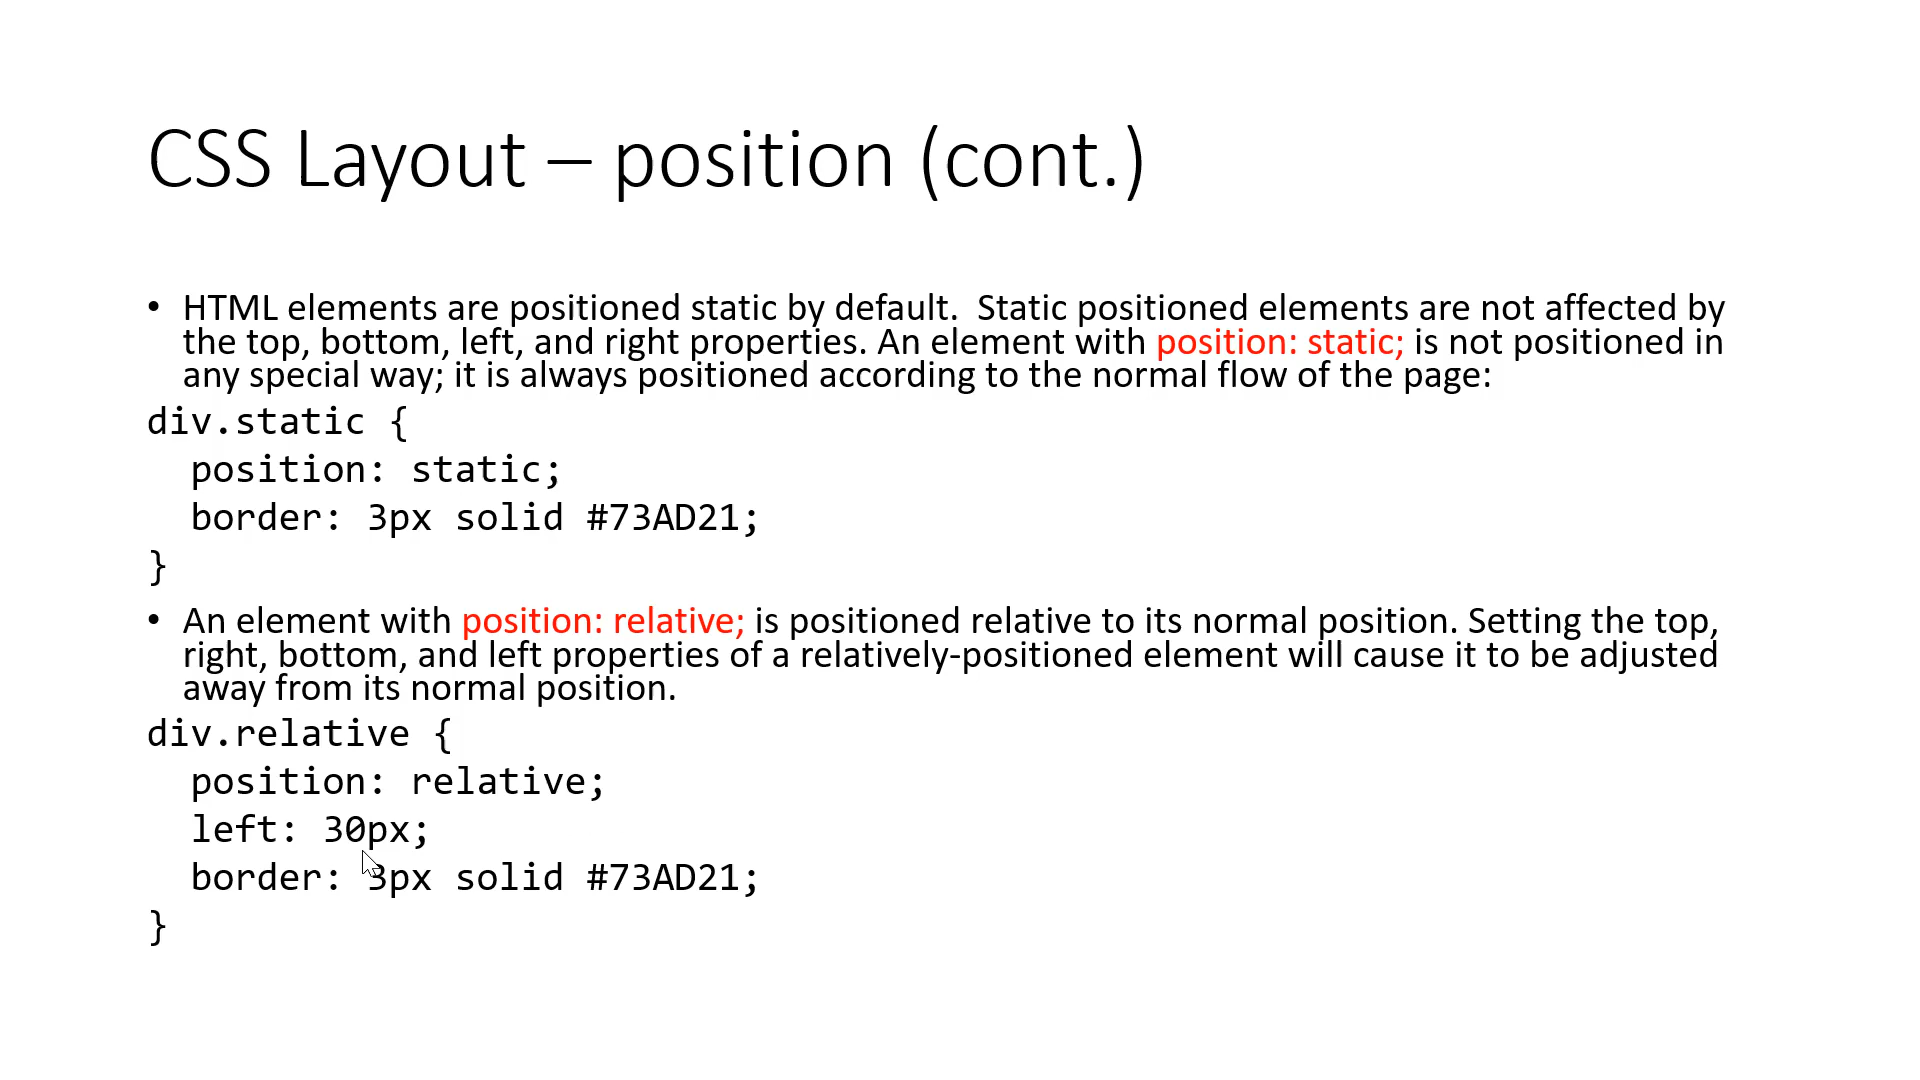 CSS Layout – position (cont.)
• HTML elements are positioned static by default.  Static positioned elements are not affected by
the top, bottom, left, and right properties. An element with position: static; is not positioned in
any special way; it is always positioned according to the normal flow of the page:
div.static {
  position: static;
  border: 3px solid #73AD21;
}
• An element with position: relative; is positioned relative to its normal position. Setting the top,
right, bottom, and left properties of a relatively-positioned element will cause it to be adjusted
away from its normal position.
div.relative {
  position: relative;
  left: 30px;
  border: 3px solid #73AD21;
}